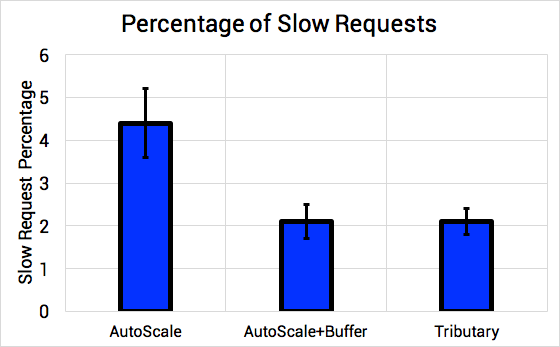 Percentage of Slow Requests
Slow Request Percentage
6
5
4
3
2
1
0
AutoScale
AutoScale+Buffer
Tributary